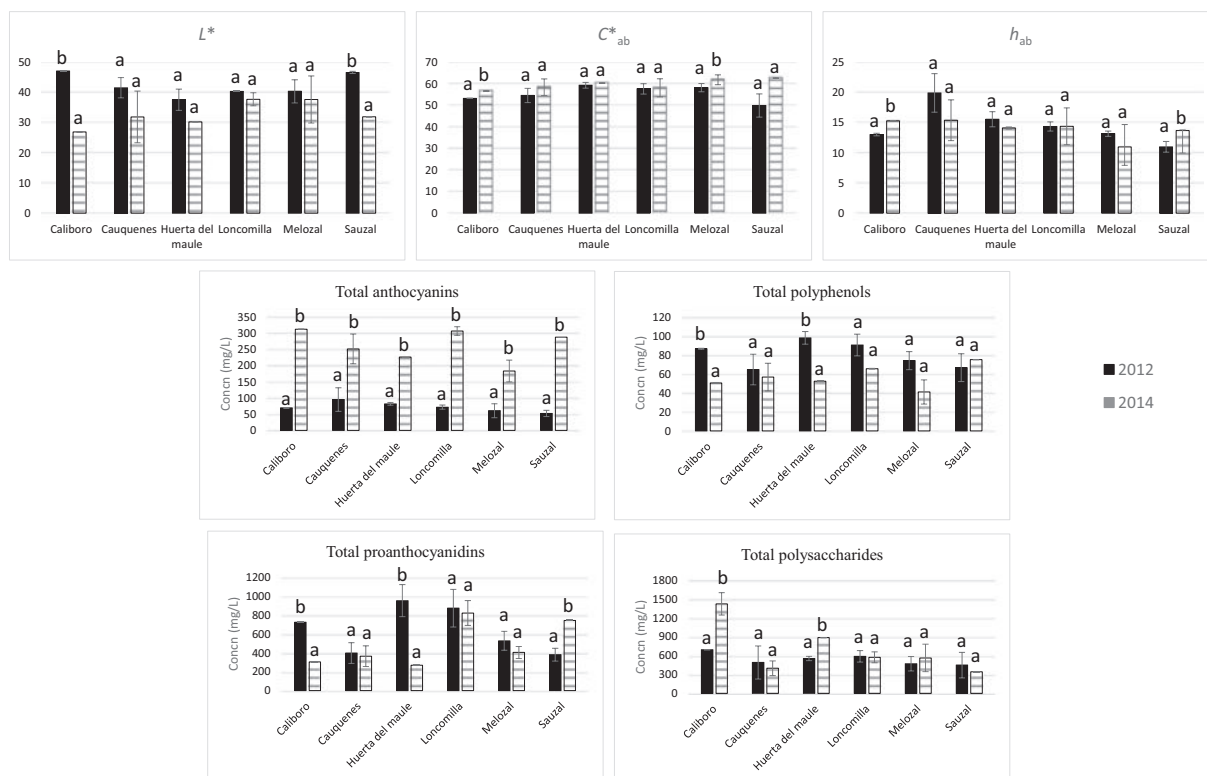 L*
C*ab
hab
50
40
30
20
10
0
b
a
a
a
a
a
a
a
a
a
b
a
Caliboro Cauquenes Huerta del maule Loncomilla Melozal Sauzal
70
60
50
40
30
20
10
0
a
b
a
a
a
a
a
a
a
b
a
a
Caliboro Cauquenes Huerta del maule Loncomilla Melozal Sauzal
25
20
15
10
5
0
a
b
a
a
a
a
a
a
a
a
a
b
Caliboro Cauquenes Huerta del maule Loncomilla Melozal Sauzal
Total anthocyanins
Concn (mg/L)
350
300
250
200
150
100
50
0
a
b
a
b
a
b
a
b
a
b
a
b
Caliboro Cauquenes Huerta del maule Loncomilla Melozal Sauzal
Total polyphenols
Concn (mg/L)
120
100
80
60
40
20
0
b
a
a
a
b
a
a
a
a
a
a
a
Caliboro Cauquenes Huerta del maule Loncomilla Melozal Sauzal
2012
2014
Total proanthocyanidins
Concn (mg/L)
1200
1000
800
600
400
200
0
b
a
a
a
b
a
a
a
a
a
a
b
Caliboro Cauquenes Huerta del maule Loncomilla Melozal Sauzal
Total polysaccharides
Concn (mg/L)
1800
1500
1200
900
600
300
0
a
b
a
a
a
b
a
a
a
a
a
a
Caliboro Cauquenes Huerta del maule Loncomilla Melozal Sauzal